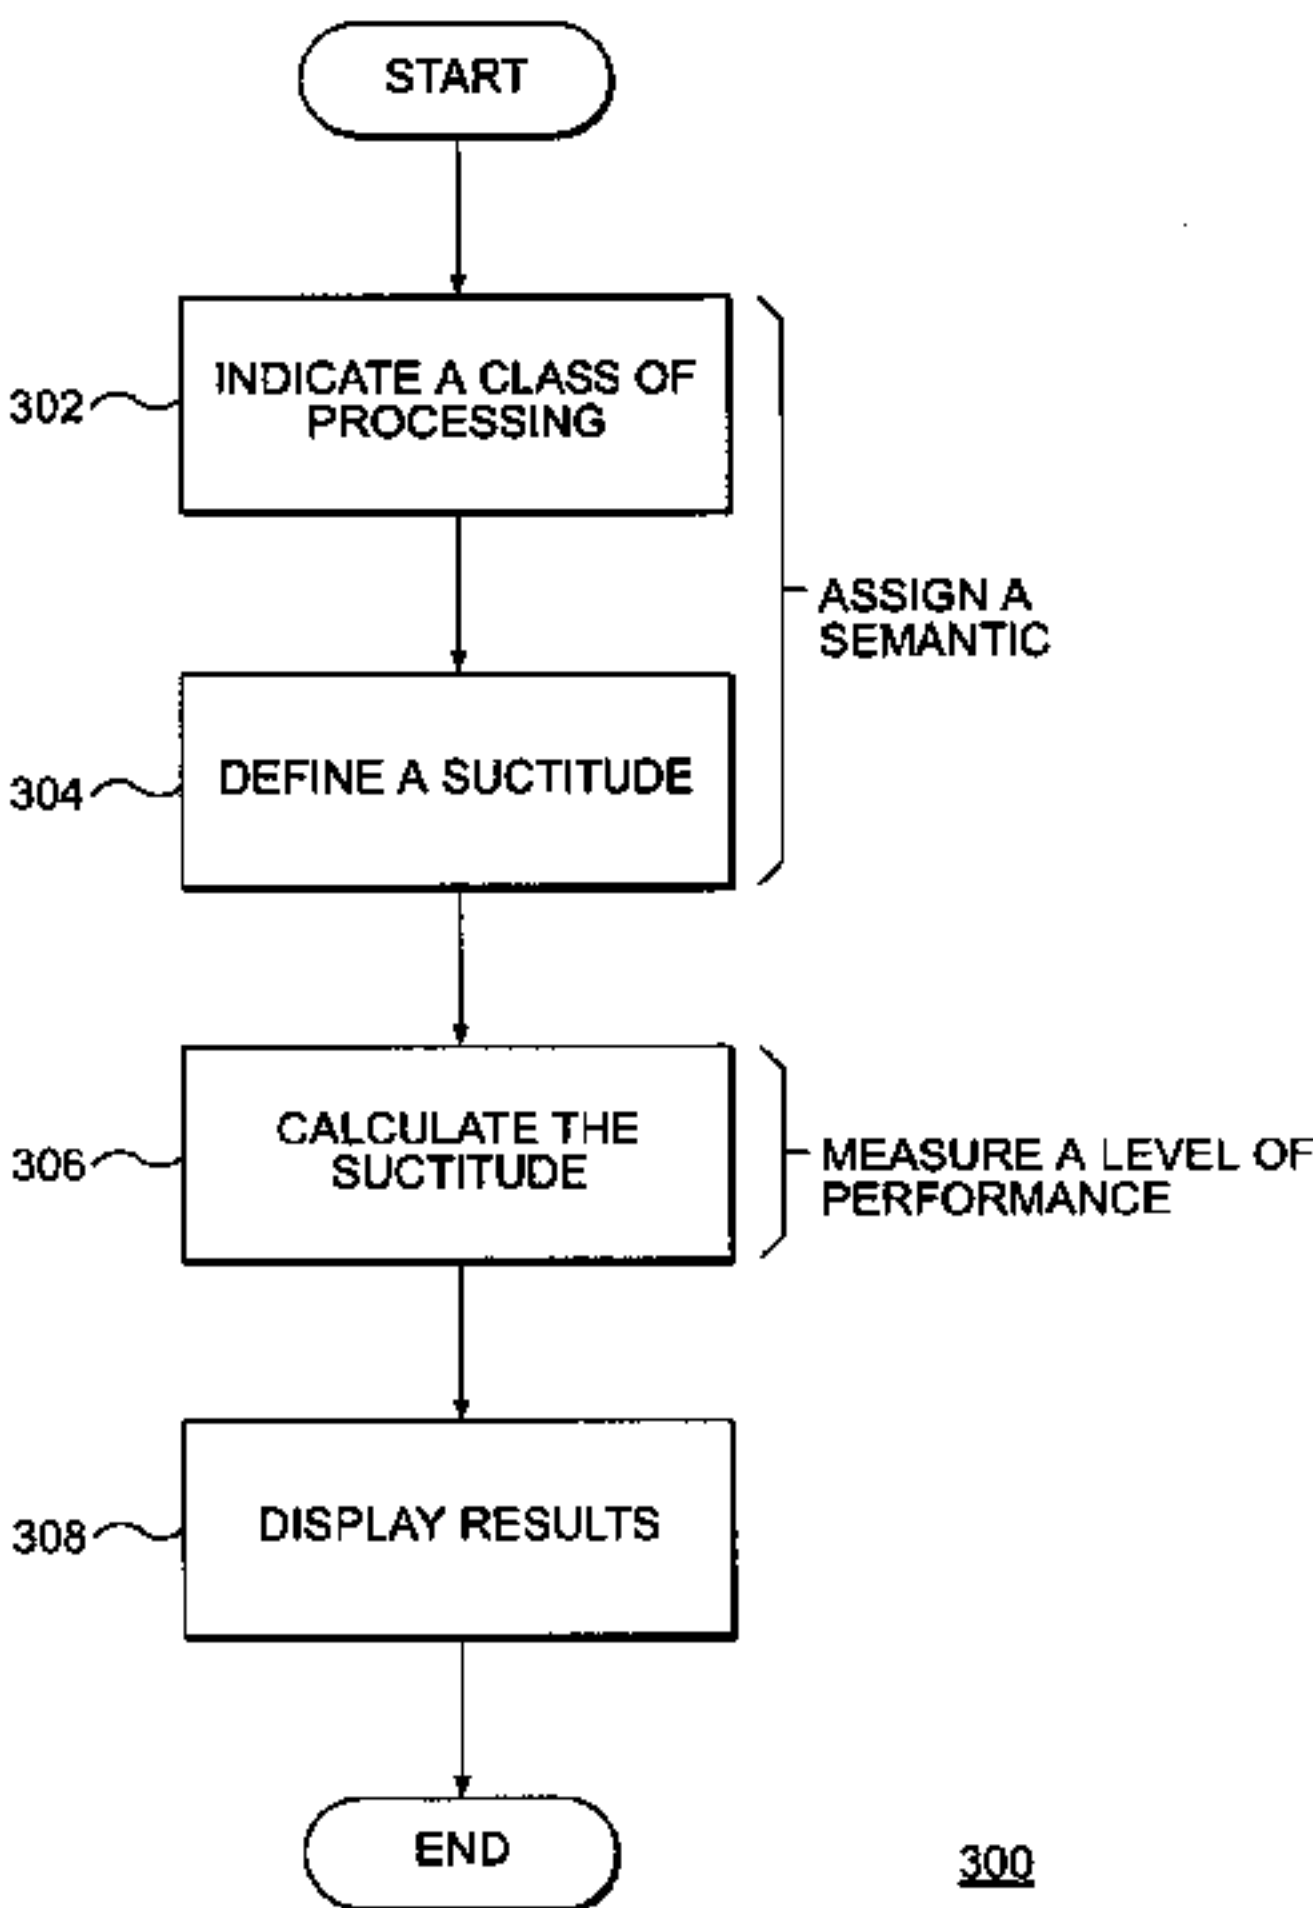 START
302
INDICATE A CLASS OF
PROCESSING
ASSIGN A
SEMANTIC
304
DEFINE A SUCTITUDE
306
CALCULATE THE
SUCTITUDE
MEASURE A LEVEL OF
PERFORMANCE
308
DISPLAY RESULTS
END
300